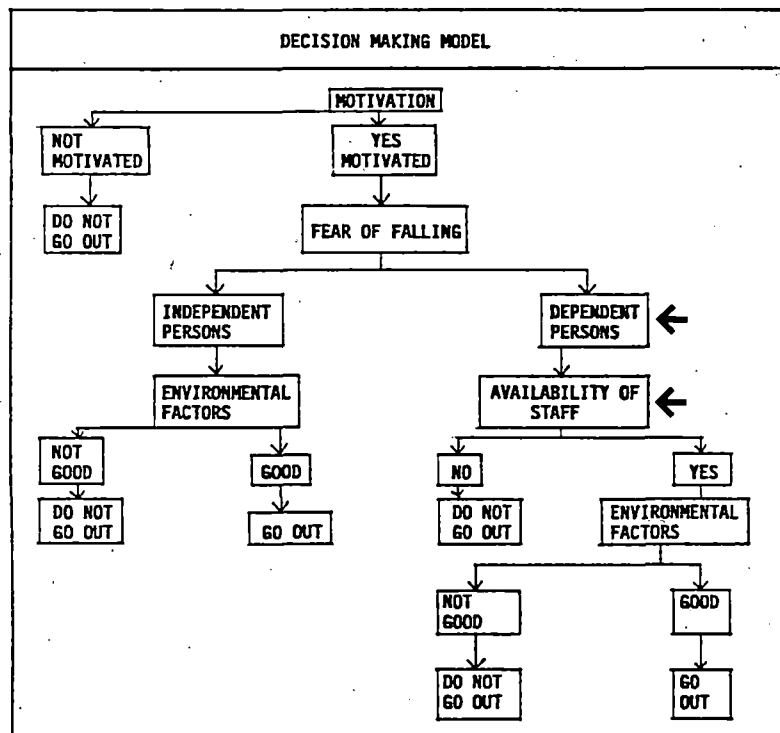 DECISION MAKING MODEL
MOTIVATION
NOT
MOTIVATED
YES
MOTIVATED
DO NOT
GO OUT
FEAR OF FALLING
INDEPENDENT
PERSONS
DEPENDENT
PERSONS
ENVIRONMENTAL
FACTORS
AVAILABILITY OF
STAFF
NOT
GOOD
GOOD
NO
YES
DO NOT
GO OUT
GO OUT
DO NOT
GO OUT
ENVIRONMENTAL
FACTORS
NOT
GOOD
GOOD
DO NOT
GO OUT
GO
OUT